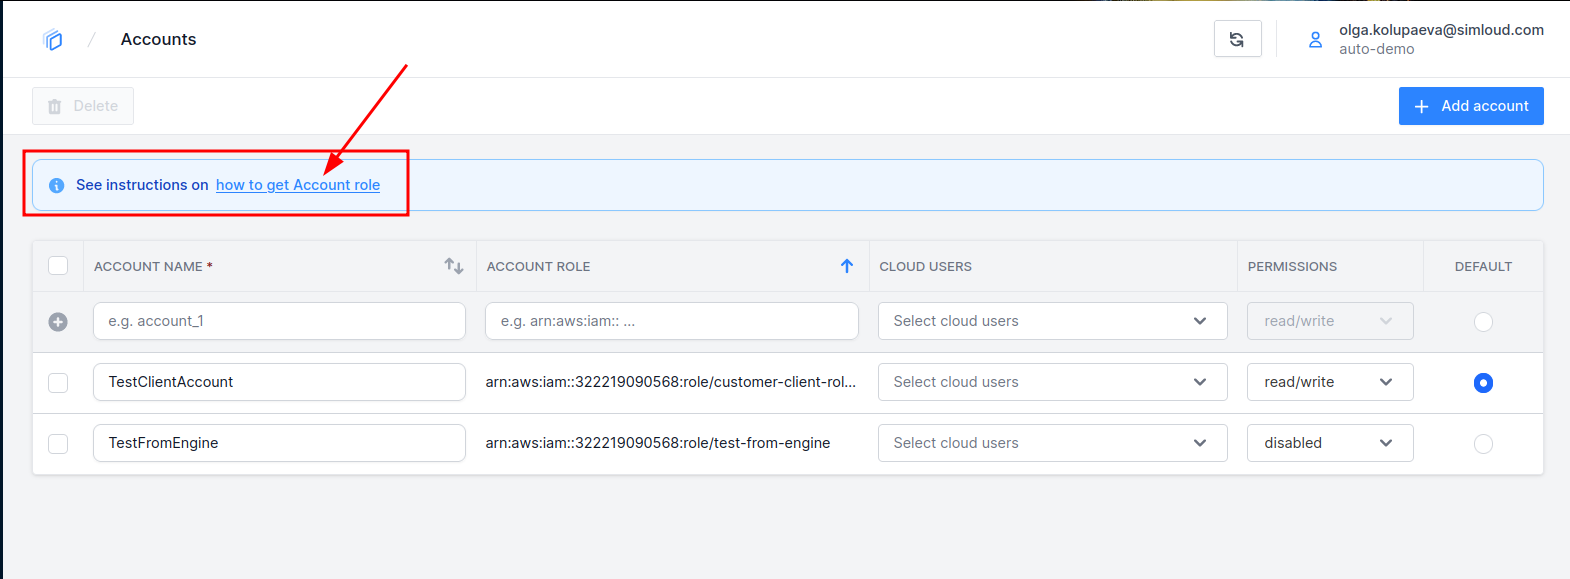 / Accounts
olga.kolupaeva@simloud.com
auto-demo
Delete
+ Add account
See instructions on how to get Account role
ACCOUNT NAME * ACCOUNT ROLE CLOUD USERS PERMISSIONS DEFAULT
e.g. account_1 e.g. arn:aws:iam:: ... Select cloud users read/write
TestClientAccount arn:aws:iam::322219090568:role/customer-client-rol... Select cloud users read/write
TestFromEngine arn:aws:iam::322219090568:role/test-from-engine Select cloud users disabled